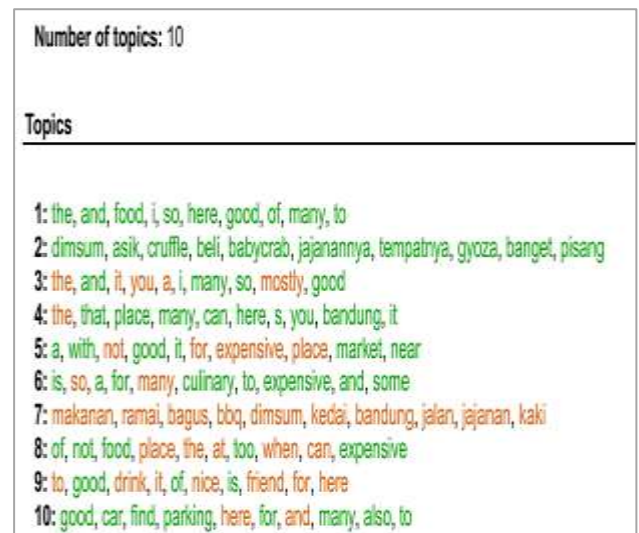 Number of topics: 10
Topics
1: the, and, food, i, so, here, good, of, many, to
2: dimsum, asik, cruffle, beli, babycrab, jajanannya, tempatnya, gyoza, banget, pisang
3: the, and, it, you, a, i, many, so, mostly, good
4: the, that, place, many, can, here, s, you, bandung, it
5: a, with, not, good, it, for, expensive, place, market, near
6: is, so, a, for, many, culinary, to, expensive, and, some
7: makanan, ramai, bagus, bbq, dimsum, kedai, bandung, jalan, jajanan, kaki
8: of, not, food, place, the, at, too, when, can, expensive
9: to, good, drink, it, of, nice, is, friend, for, here
10: good, car, find, parking, here, for, and, many, also, to